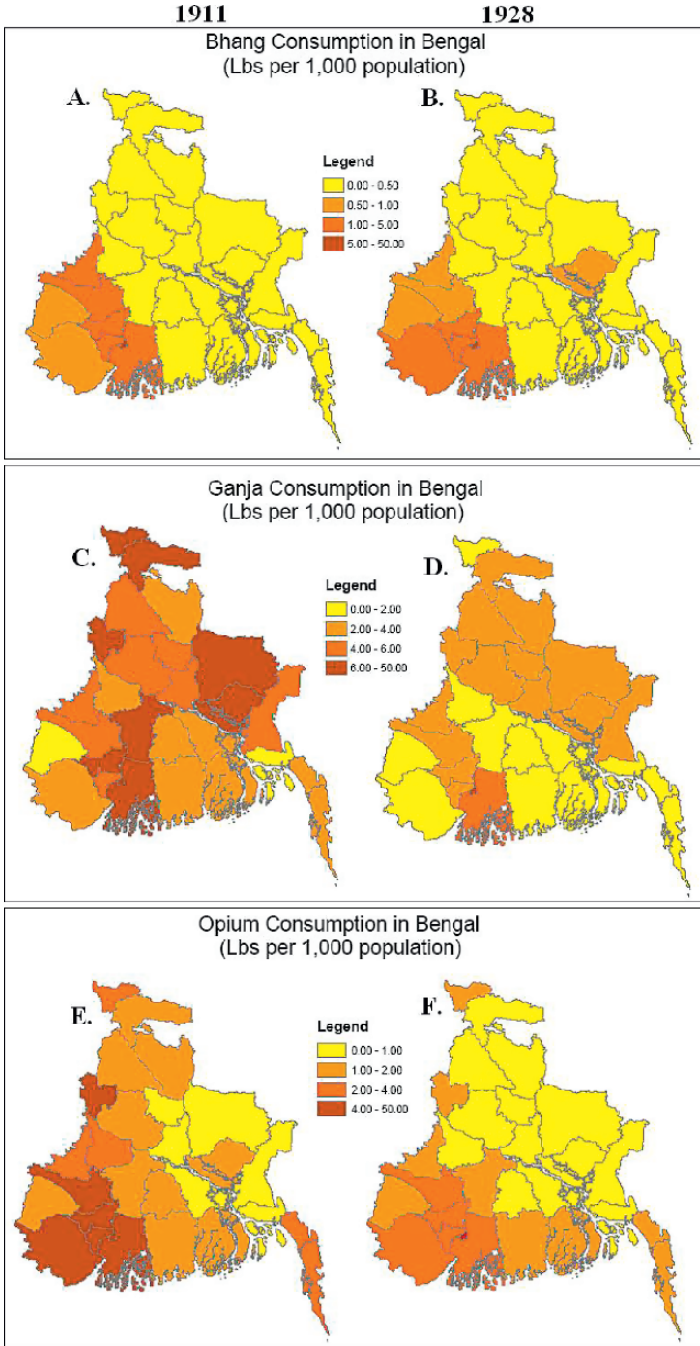 1911 1928
Bhang Consumption in Bengal
(Lbs per 1,000 population)
A. B.
Legend
0.00 - 0.50
0.50 - 1.00
1.00 - 5.00
5.00 - 50.00
Ganja Consumption in Bengal
(Lbs per 1,000 population)
C. D.
Legend
0.00 - 2.00
2.00 - 4.00
4.00 - 6.00
6.00 - 50.00
Opium Consumption in Bengal
(Lbs per 1,000 population)
E. F.
Legend
0.00 - 1.00
1.00 - 2.00
2.00 - 4.00
4.00 - 50.00